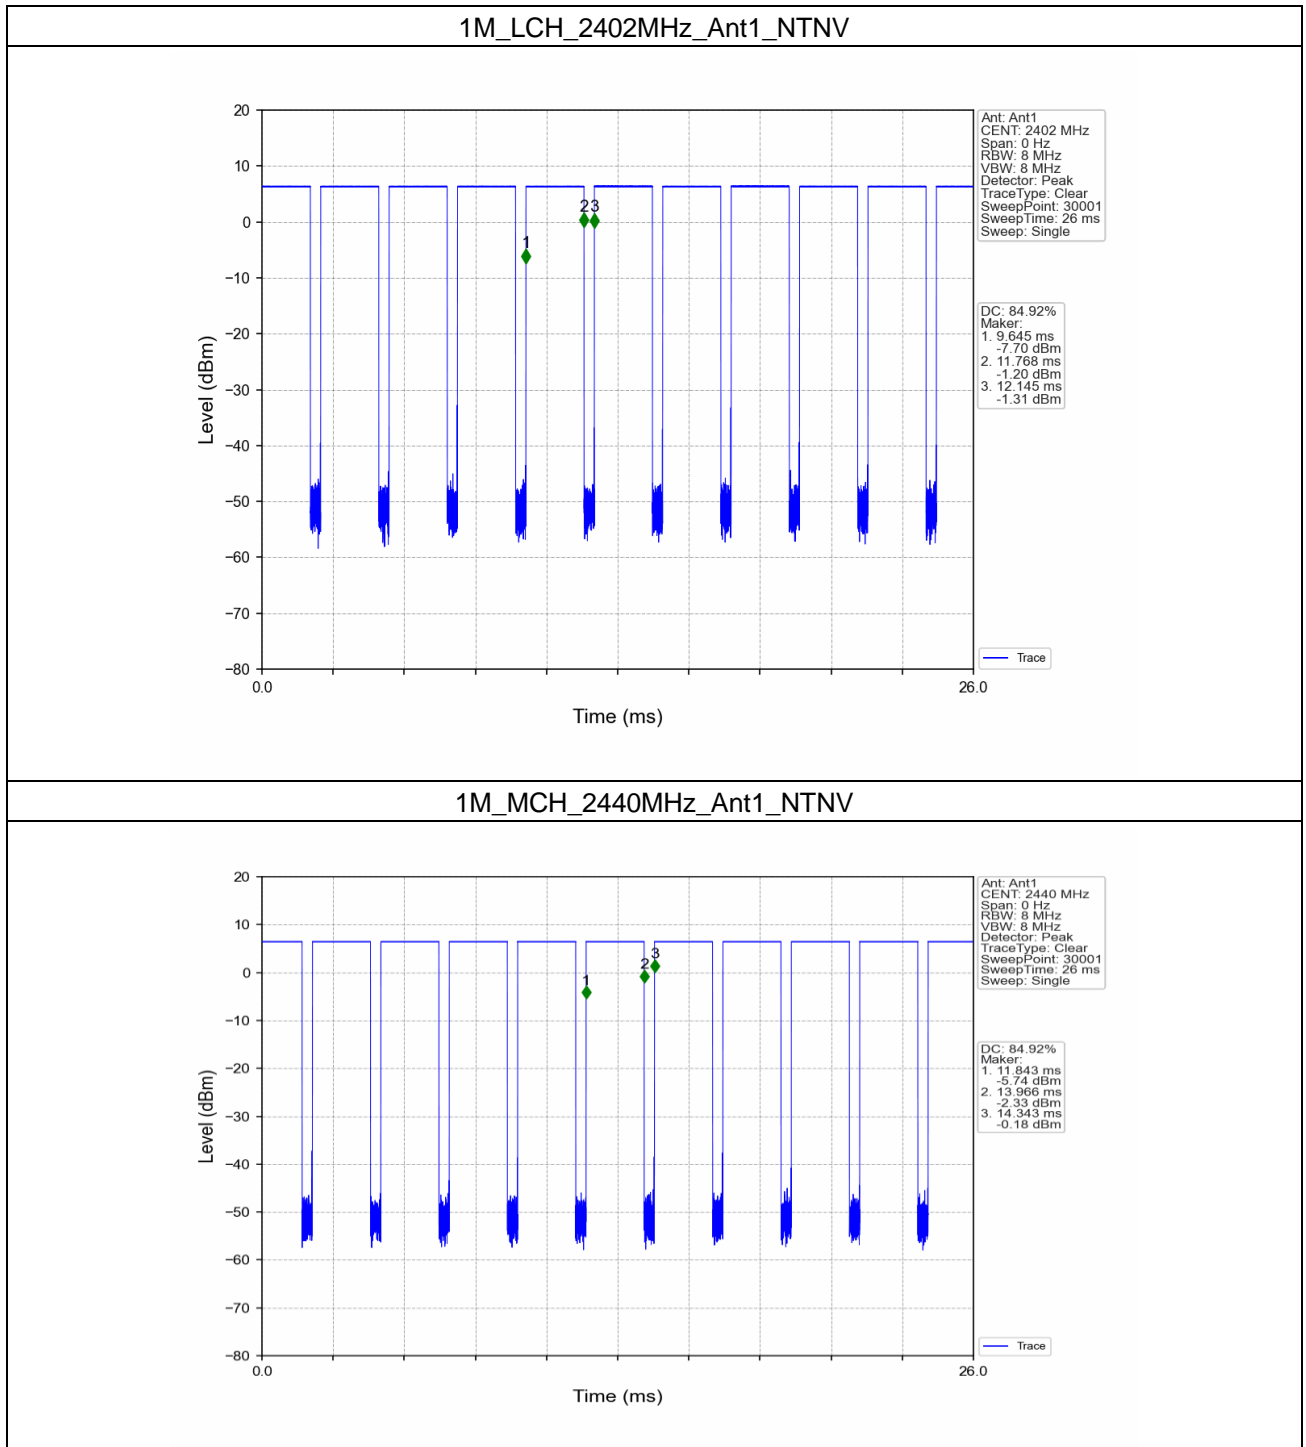 1M_LCH_2402MHz_Ant1_NTNV
20
10
0
−10
−20
−30
−40
−50
−60
−70
−80
Level (dBm)
0.0
26.0
Time (ms)
1
2
3
Ant: Ant1
CENT: 2402 MHz
Span: 0 Hz
RBW: 8 MHz
VBW: 8 MHz
Detector: Peak
TraceType: Clear
SweepPoint: 30001
SweepTime: 26 ms
Sweep: Single
DC: 84.92%
Maker:
1. 9.645 ms
-7.70 dBm
2. 11.768 ms
-1.20 dBm
3. 12.145 ms
-1.31 dBm
Trace
1M_MCH_2440MHz_Ant1_NTNV
20
10
0
−10
−20
−30
−40
−50
−60
−70
−80
Level (dBm)
0.0
26.0
Time (ms)
1
2
3
Ant: Ant1
CENT: 2440 MHz
Span: 0 Hz
RBW: 8 MHz
VBW: 8 MHz
Detector: Peak
TraceType: Clear
SweepPoint: 30001
SweepTime: 26 ms
Sweep: Single
DC: 84.92%
Maker:
1. 11.843 ms
-5.74 dBm
2. 13.966 ms
-2.33 dBm
3. 14.343 ms
-0.18 dBm
Trace